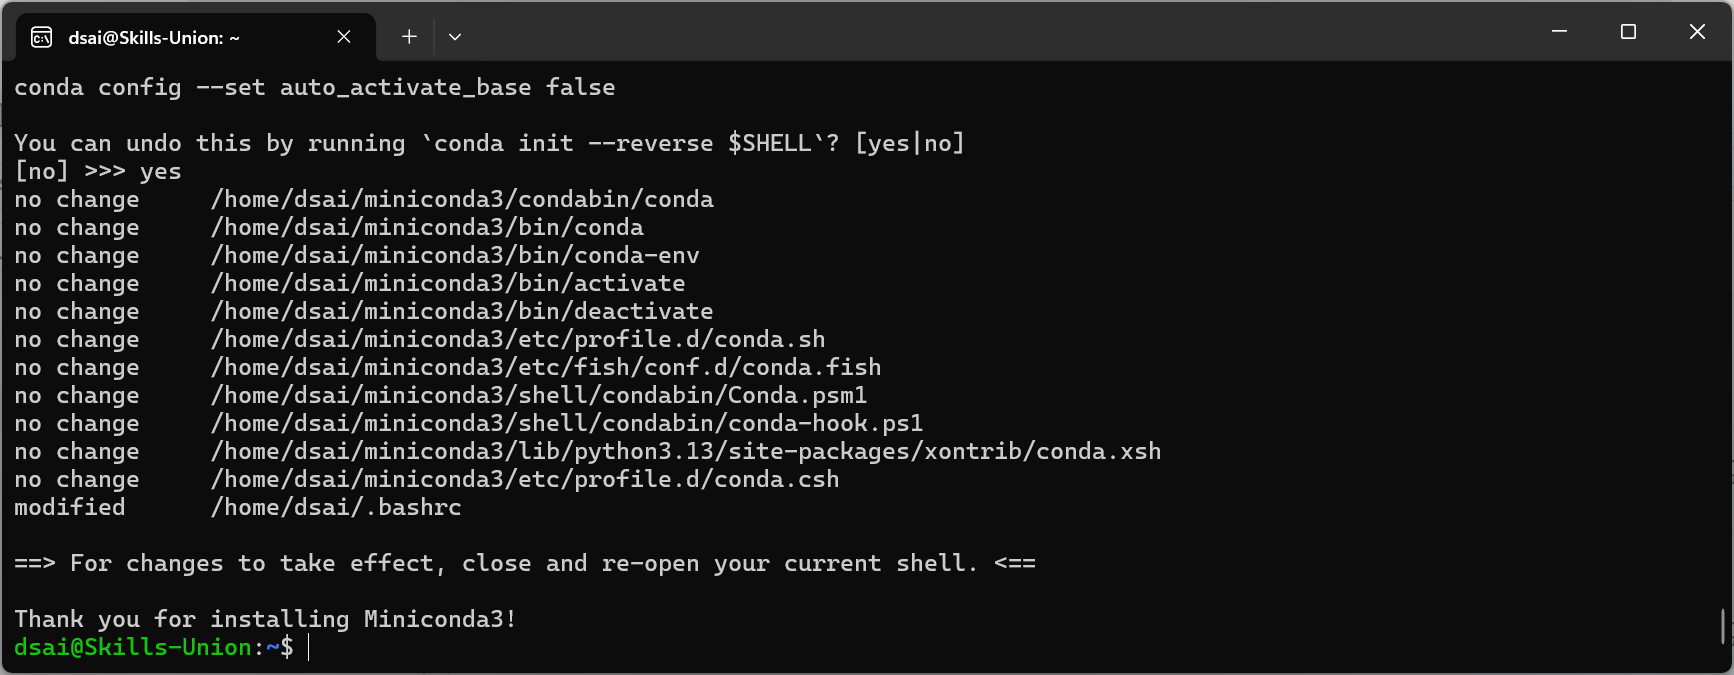 dsai@Skills-Union: ~
conda config --set auto_activate_base false
You can undo this by running `conda init --reverse $SHELL`? [yes|no]
[no] >>> yes
no change     /home/dsai/miniconda3/condabin/conda
no change     /home/dsai/miniconda3/bin/conda
no change     /home/dsai/miniconda3/bin/conda-env
no change     /home/dsai/miniconda3/bin/activate
no change     /home/dsai/miniconda3/bin/deactivate
no change     /home/dsai/miniconda3/etc/profile.d/conda.sh
no change     /home/dsai/miniconda3/etc/fish/conf.d/conda.fish
no change     /home/dsai/miniconda3/shell/condabin/Conda.psm1
no change     /home/dsai/miniconda3/shell/condabin/conda-hook.ps1
no change     /home/dsai/miniconda3/lib/python3.13/site-packages/xontrib/conda.xsh
no change     /home/dsai/miniconda3/etc/profile.d/conda.csh
modified      /home/dsai/.bashrc
==> For changes to take effect, close and re-open your current shell. <==
Thank you for installing Miniconda3!
dsai@Skills-Union:~$